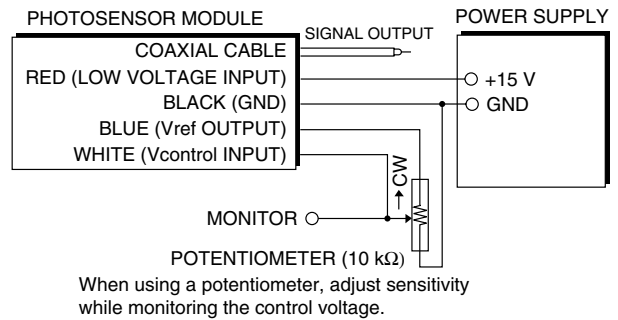 PHOTOSENSOR MODULE
POWER SUPPLY
SIGNAL OUTPUT
COAXIAL CABLE
RED (LOW VOLTAGE INPUT)
+15 V
BLACK (GND)
GND
BLUE (Vref OUTPUT)
WHITE (Vcontrol INPUT)
CW
MONITOR
POTENTIOMETER (10 kΩ)
When using a potentiometer, adjust sensitivity
while monitoring the control voltage.